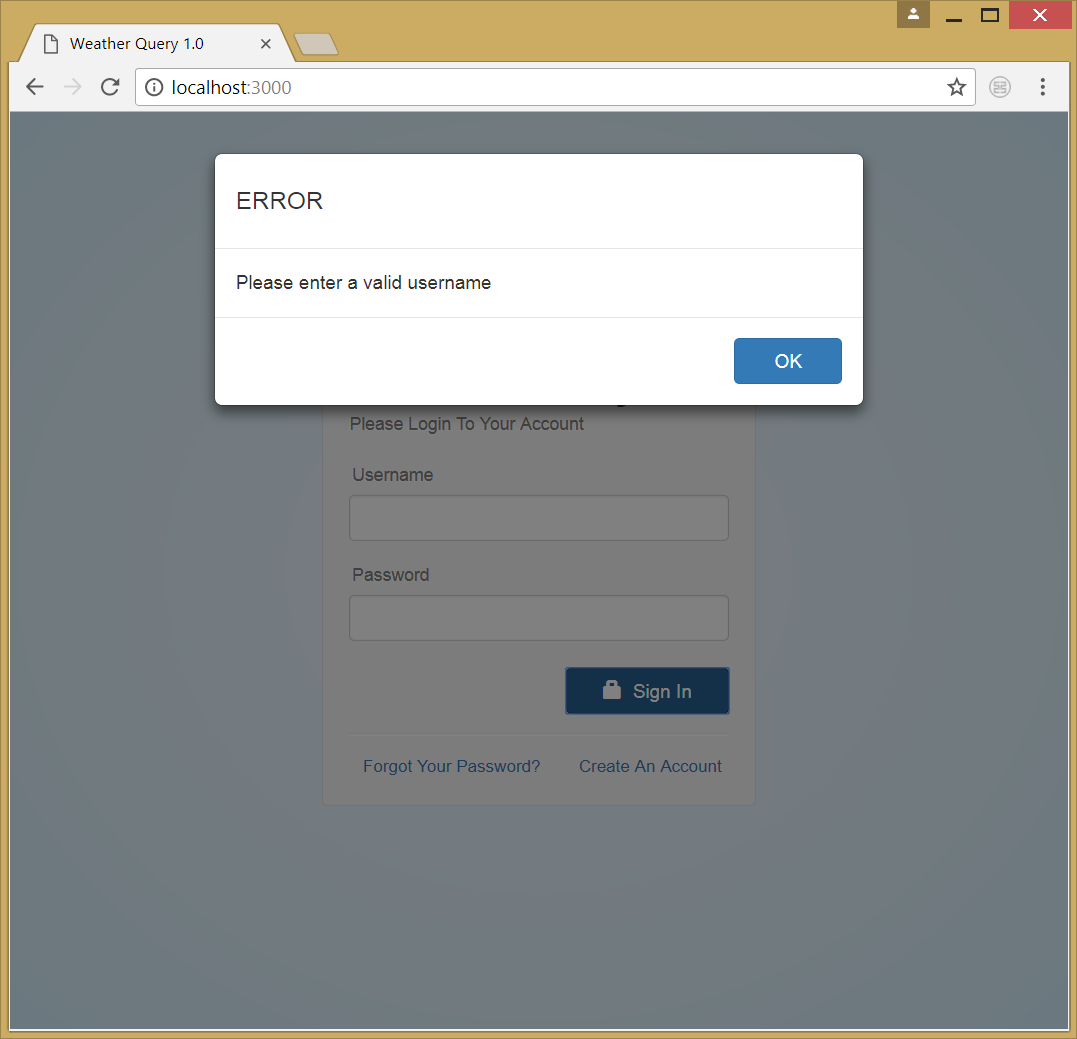 Weather Query 1.0
localhost:3000
ERROR
Please enter a valid username
OK
Please Login To Your Account
Username
Password
Sign In
Forgot Your Password? Create An Account